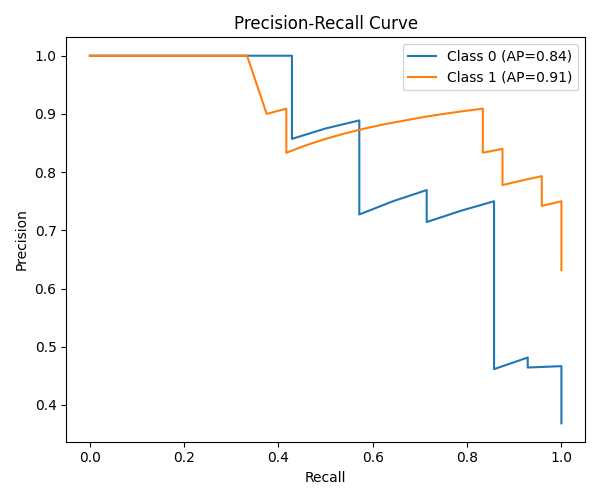 Precision-Recall Curve
Class 0 (AP=0.84)
Class 1 (AP=0.91)
Precision
1.0
0.9
0.8
0.7
0.6
0.5
0.4
0.0 0.2 0.4 0.6 0.8 1.0
Recall